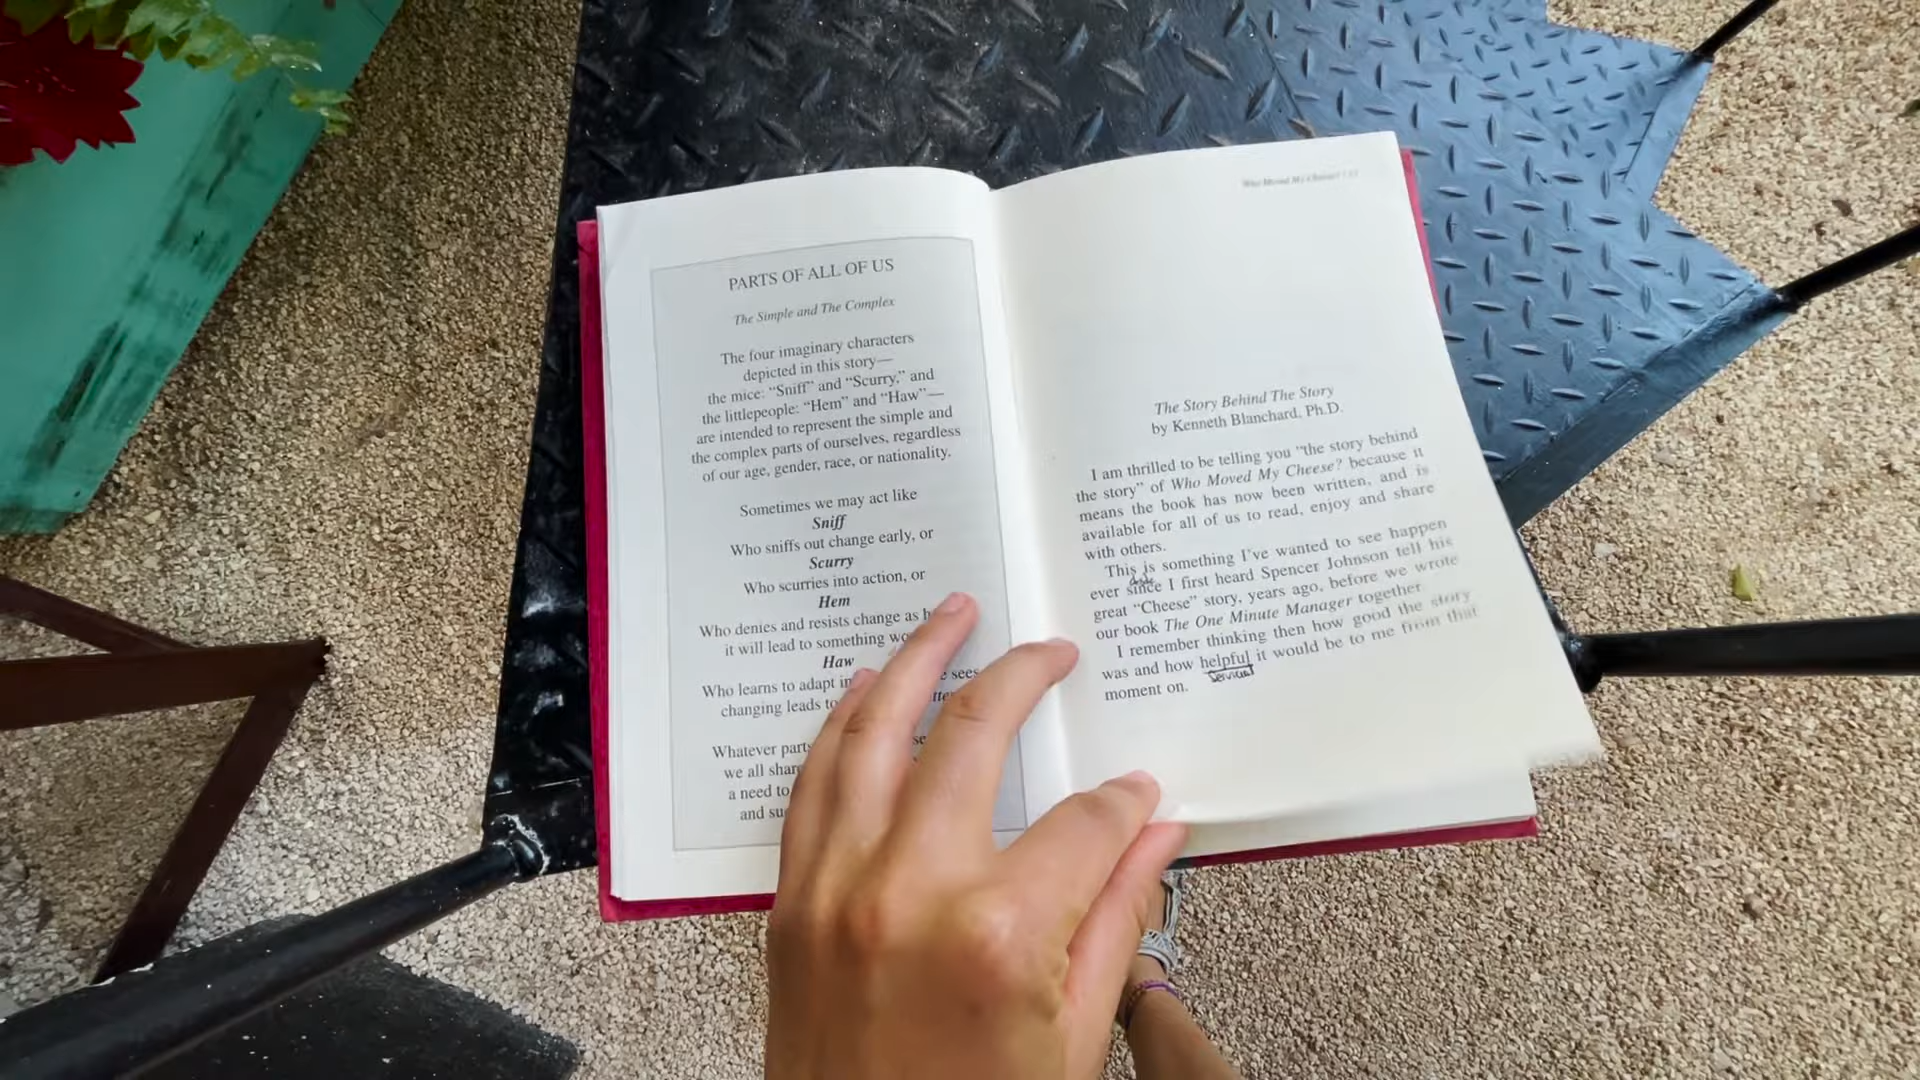 PARTS OF ALL OF US
The Simple and The Complex
The four imaginary characters
depicted in this story—
the mice: “Sniff” and “Scurry,” and
the littlepeople: “Hem” and “Haw”—
are intended to represent the simple and
the complex parts of ourselves, regardless
of our age, gender, race, or nationality.
Sometimes we may act like
Sniff
Who sniffs out change early, or
Scurry
Who scurries into action, or
Hem
Who denies and resists change as
it will lead to something
Haw
Who learns to adapt in sees
changing leads to
Whatever
we all
a need to
and
Who Moved My Cheese?
The Story Behind The Story
by Kenneth Blanchard, Ph.D.
I am thrilled to be telling you “the story behind
the story” of Who Moved My Cheese? because it
means the book has now been written, and is
available for all of us to read, enjoy and share
with others.
This is something I’ve wanted to see happen
ever since I first heard Spencer Johnson tell his
great “Cheese” story, years ago, before we wrote
our book The One Minute Manager together.
I remember thinking then how good the story
was and how helpful it would be to me from that
moment on.